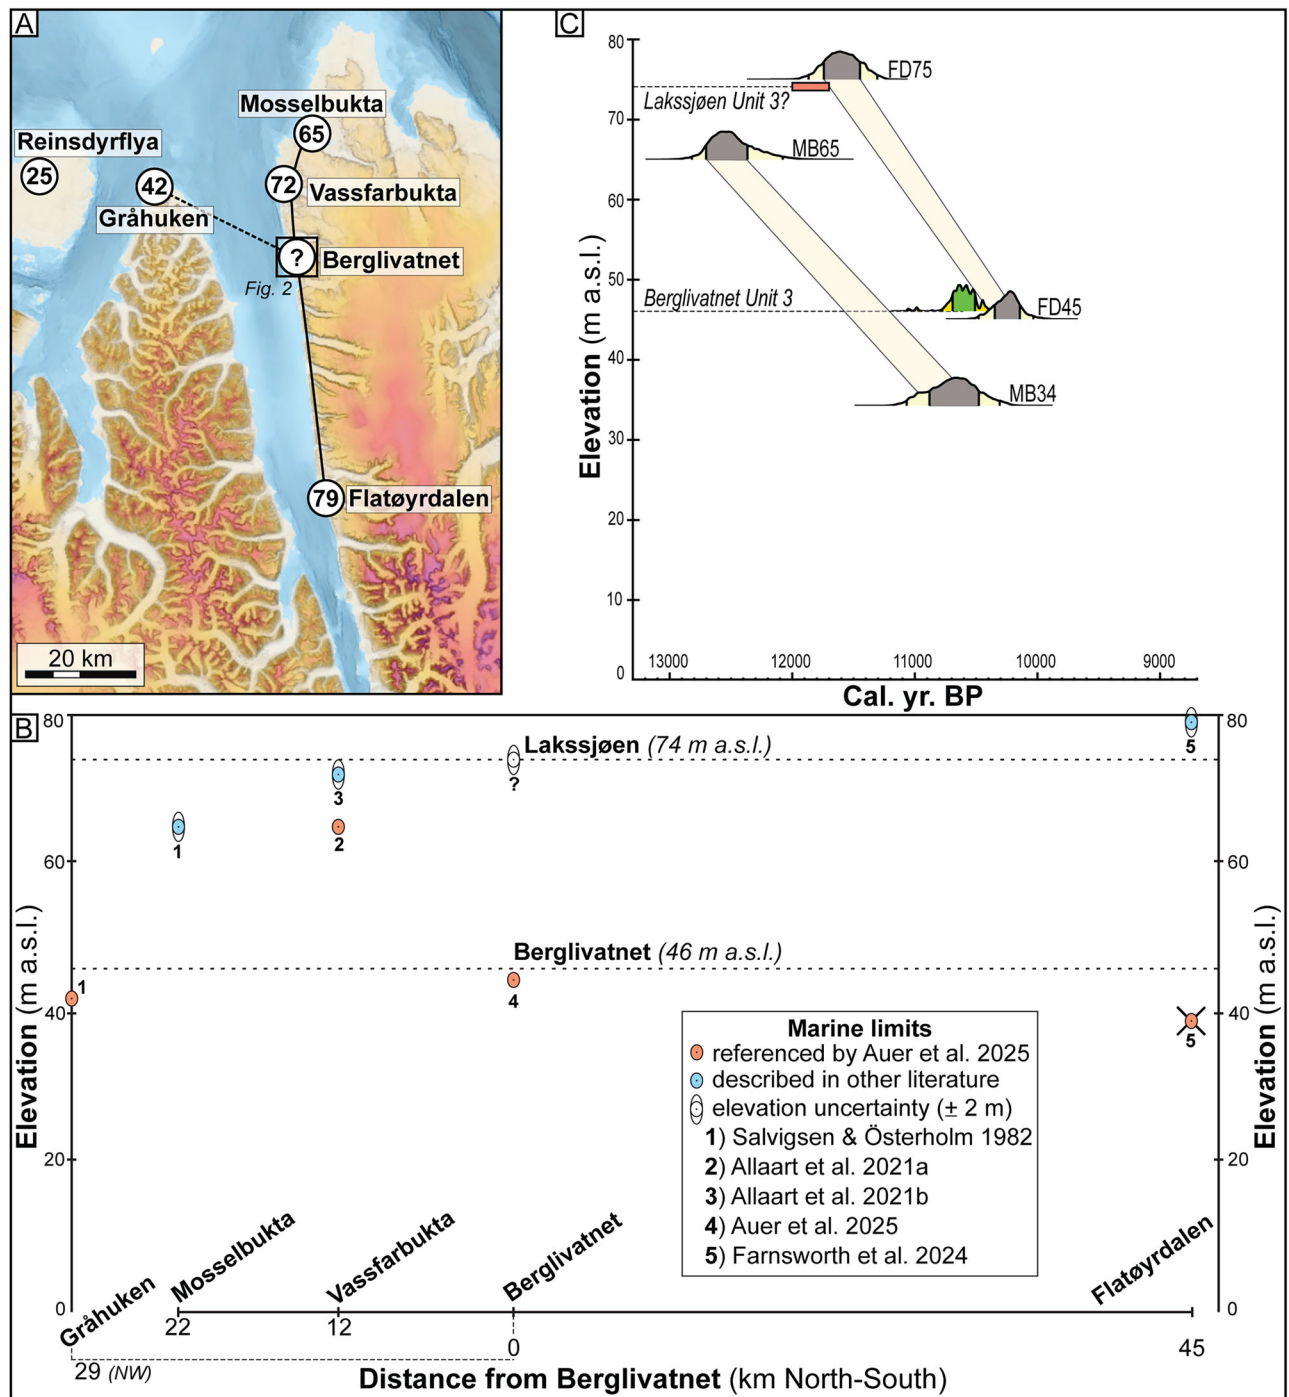 A
Mosselbukta
65
Reinsdyrflya
25
42
Gråhuken
72
Vassfarbukta
?
Berglivatnet
Fig. 2
79
Flatøyrdalen
20 km
C
80
70
60
50
40
30
20
10
0
Elevation (m a.s.l.)
FD75
Lakssjøen Unit 3?
MB65
Berglivatnet Unit 3
FD45
MB34
13000
12000
11000
10000
9000
Cal. yr. BP
B
80
60
40
20
0
Elevation (m a.s.l.)
80
60
40
20
0
Elevation (m a.s.l.)
Lakssjøen (74 m a.s.l.)
?
5
3
2
1
Berglivatnet (46 m a.s.l.)
1
4
5
Marine limits
referenced by Auer et al. 2025
described in other literature
elevation uncertainty (± 2 m)
1) Salvigsen & Österholm 1982
2) Allaart et al. 2021a
3) Allaart et al. 2021b
4) Auer et al. 2025
5) Farnsworth et al. 2024
Gråhuken
Mosselbukta
Vassfarbukta
Berglivatnet
Flatøyrdalen
22
12
0
45
29 (NW)
Distance from Berglivatnet (km North-South)